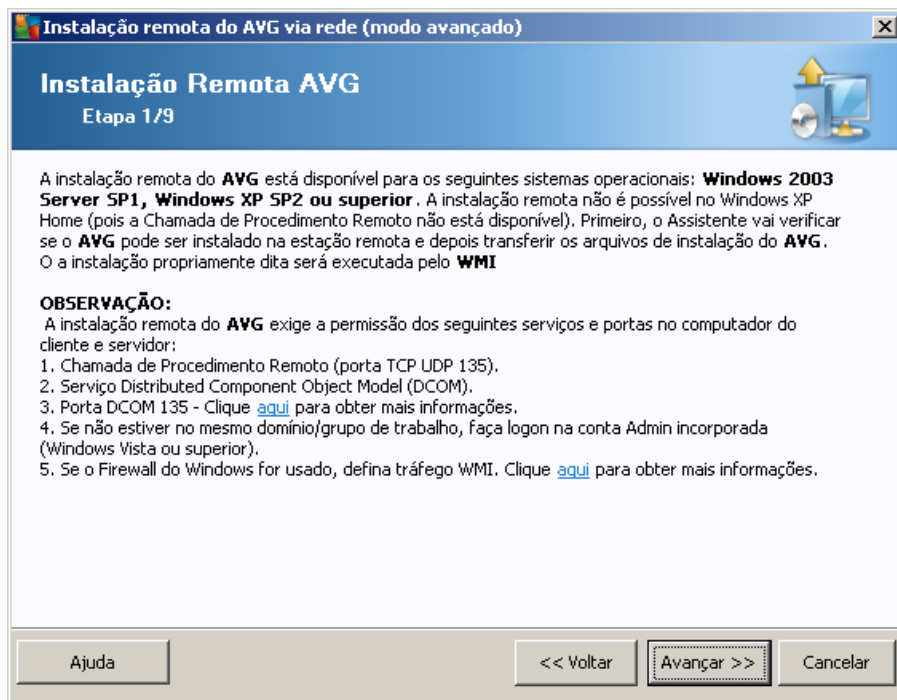 Instalação remota do AVG via rede (modo avançado)
Instalação Remota AVG
Etapa 1/9
A instalação remota do AVG está disponível para os seguintes sistemas operacionais: Windows 2003
Server SP1, Windows XP SP2 ou superior. A instalação remota não é possível no Windows XP
Home (pois a Chamada de Procedimento Remoto não está disponível). Primeiro, o Assistente vai verificar
se o AVG pode ser instalado na estação remota e depois transferir os arquivos de instalação do AVG.
O a instalação propriamente dita será executada pelo WMI
OBSERVAÇÃO:
A instalação remota do AVG exige a permissão dos seguintes serviços e portas no computador do
cliente e servidor:
1. Chamada de Procedimento Remoto (porta TCP UDP 135).
2. Serviço Distributed Component Object Model (DCOM).
3. Porta DCOM 135 - Clique aqui para obter mais informações.
4. Se não estiver no mesmo domínio/grupo de trabalho, faça logon na conta Admin incorporada
(Windows Vista ou superior).
5. Se o Firewall do Windows for usado, defina tráfego WMI. Clique aqui para obter mais informações.
Ajuda
<< Voltar
Avançar >>
Cancelar